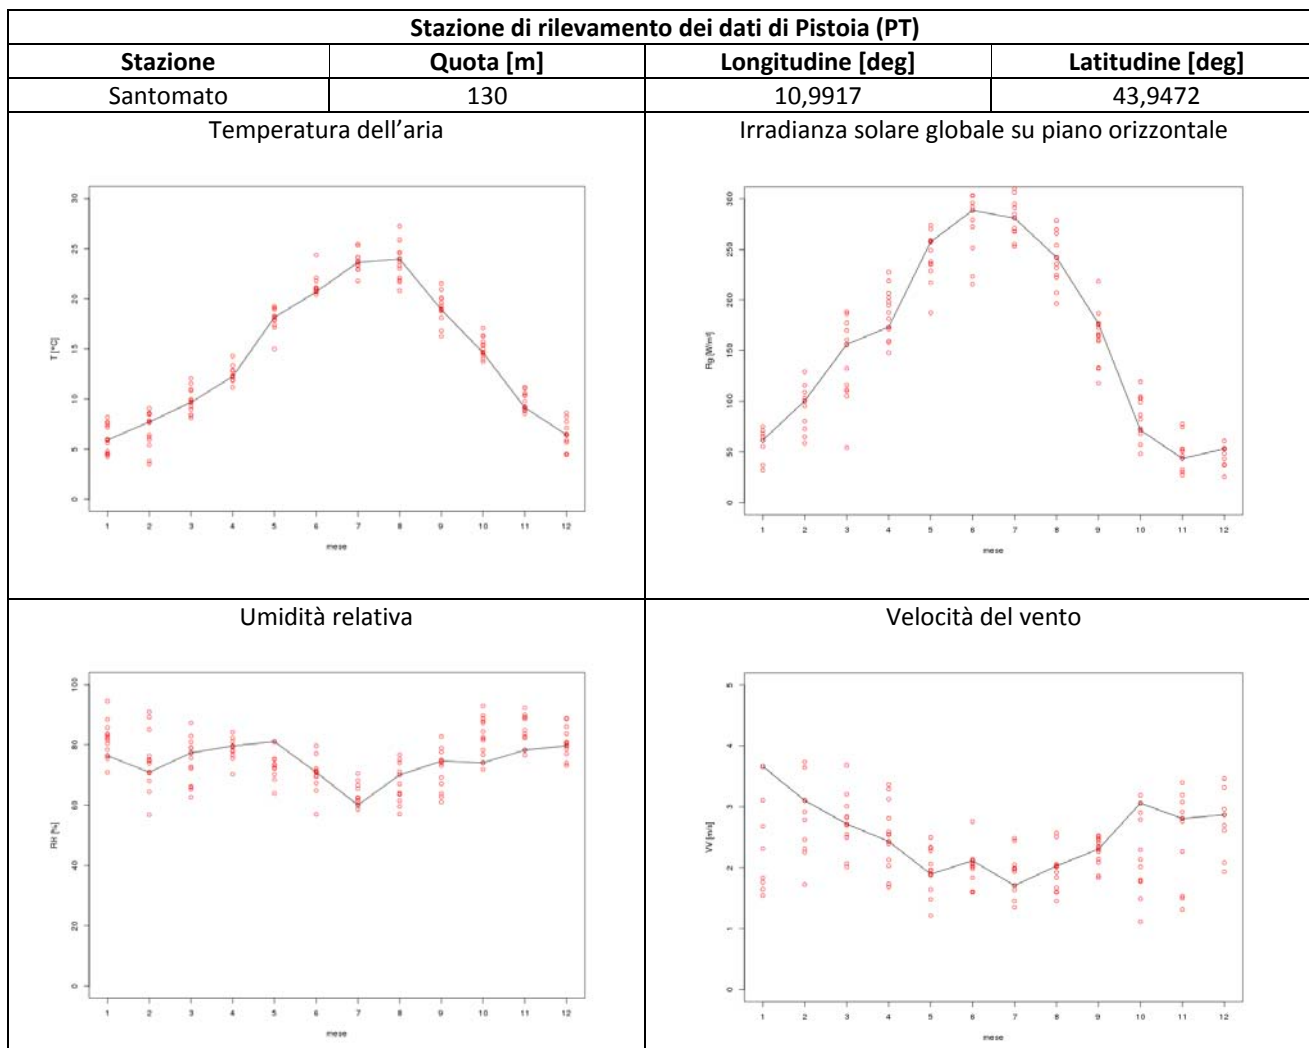 Stazione di rilevamento dei dati di Pistoia (PT)
Stazione Quota [m] Longitudine [deg] Latitudine [deg]
Santomato 130 10,9917 43,9472
Temperatura dell'aria
T [°C]
30
25
20
15
10
5
0
1 2 3 4 5 6 7 8 9 10 11 12
mese
Irradianza solare globale su piano orizzontale
Rg [W/m²]
300
250
200
150
100
50
0
1 2 3 4 5 6 7 8 9 10 11 12
mese
Umidità relativa
RH [%]
100
80
60
40
20
0
1 2 3 4 5 6 7 8 9 10 11 12
mese
Velocità del vento
VV [m/s]
5
4
3
2
1
0
1 2 3 4 5 6 7 8 9 10 11 12
mese